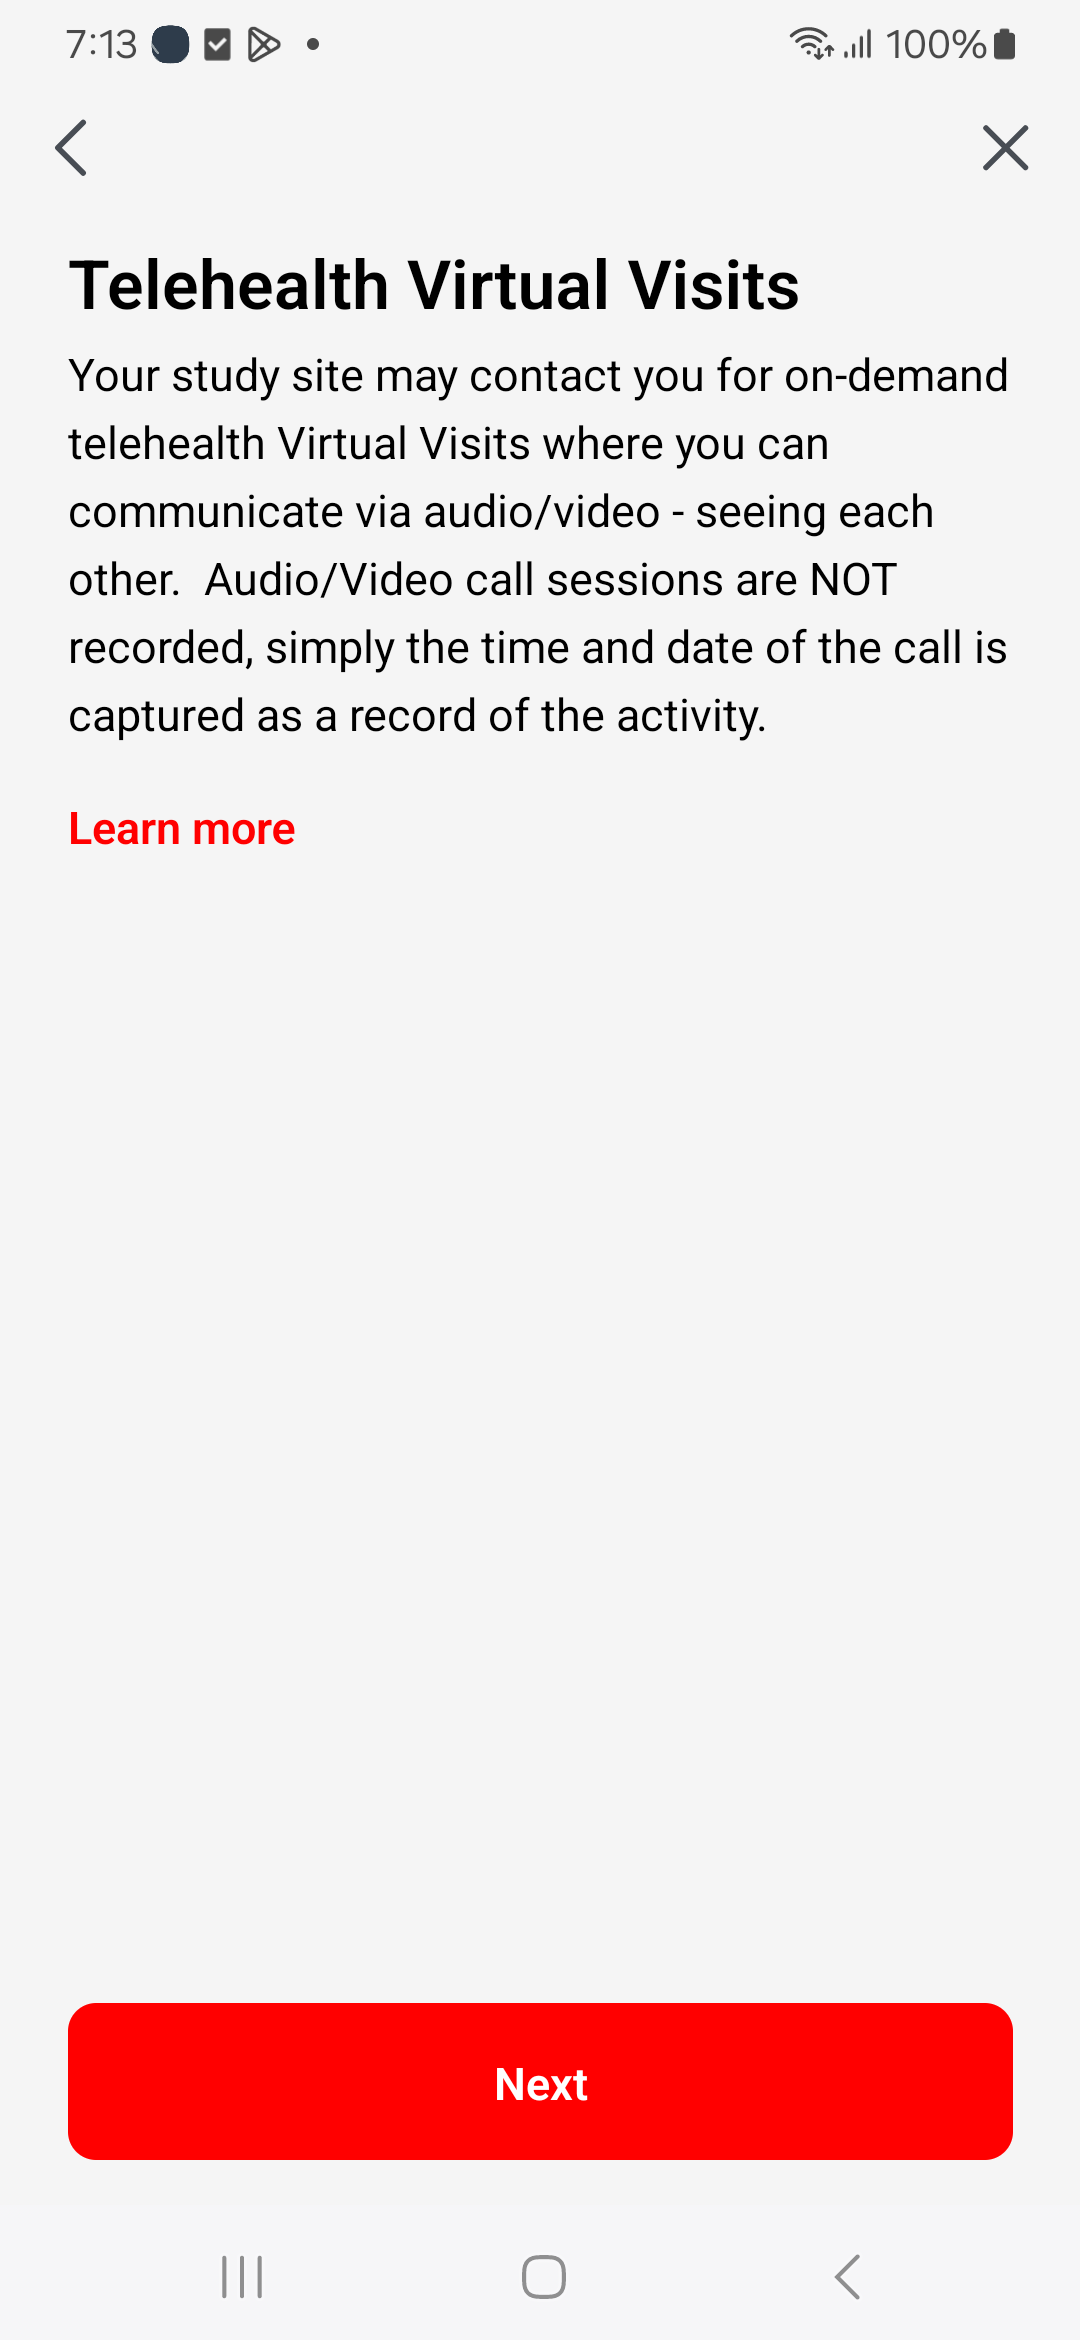 7:13
100%
Telehealth Virtual Visits
Your study site may contact you for on-demand
telehealth Virtual Visits where you can
communicate via audio/video - seeing each
other.  Audio/Video call sessions are NOT
recorded, simply the time and date of the call is
captured as a record of the activity.
Learn more
Next